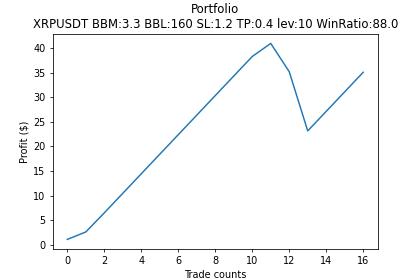 Portfolio
XRPUSDT BBM:3.3 BBL:160 SL:1.2 TP:0.4 lev:10 WinRatio:88.0
40
35
30
25
20
15
10
5
0
Profit ($)
0 2 4 6 8 10 12 14 16
Trade counts